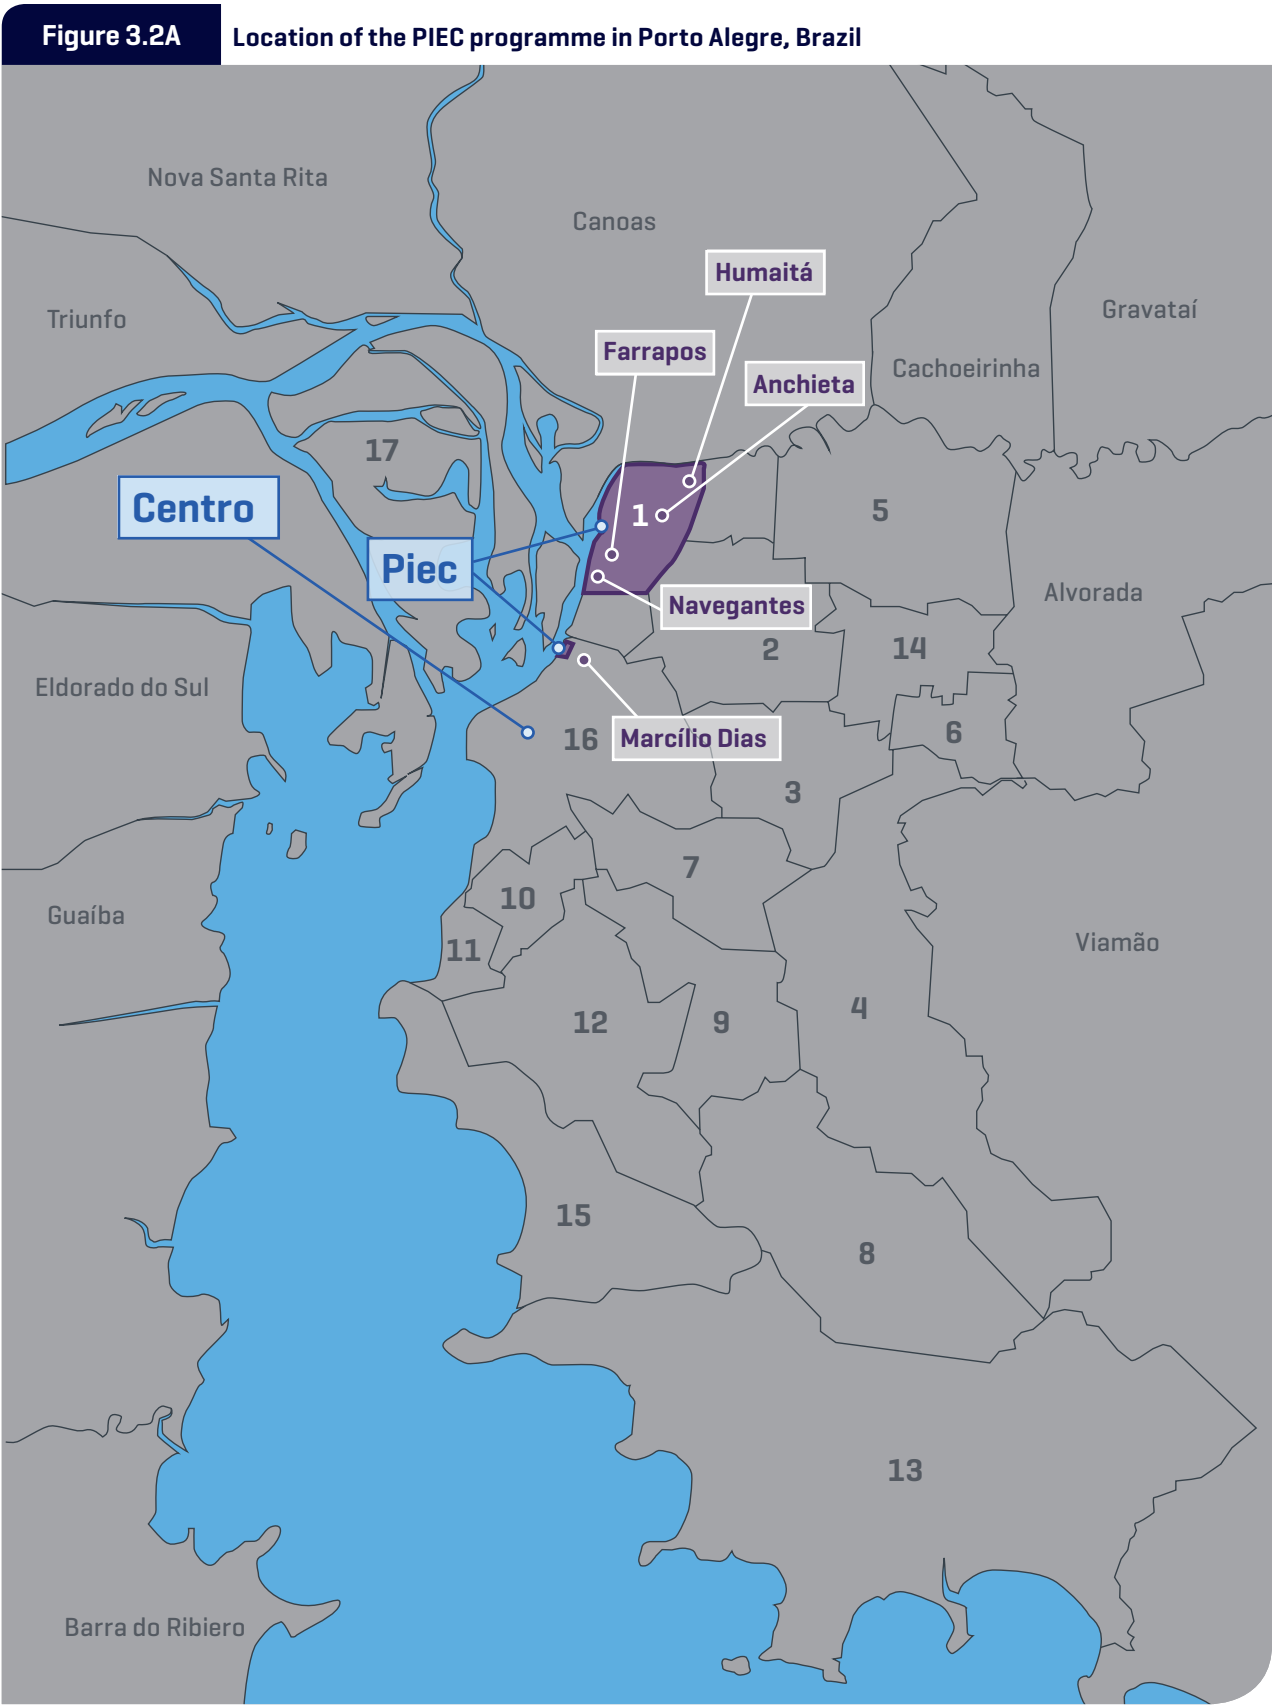 Figure 3.2A
Location of the PIEC programme in Porto Alegre, Brazil
Nova Santa Rita
Canoas
Humaitá
Triunfo
Gravataí
Farrapos
Cachoeirinha
Anchieta
17
Centro
1
5
Piec
Alvorada
Navegantes
2
14
Eldorado do Sul
16
Marcílio Dias
6
3
7
10
Guaíba
11
Viamão
12
9
4
15
8
13
Barra do Ribiero